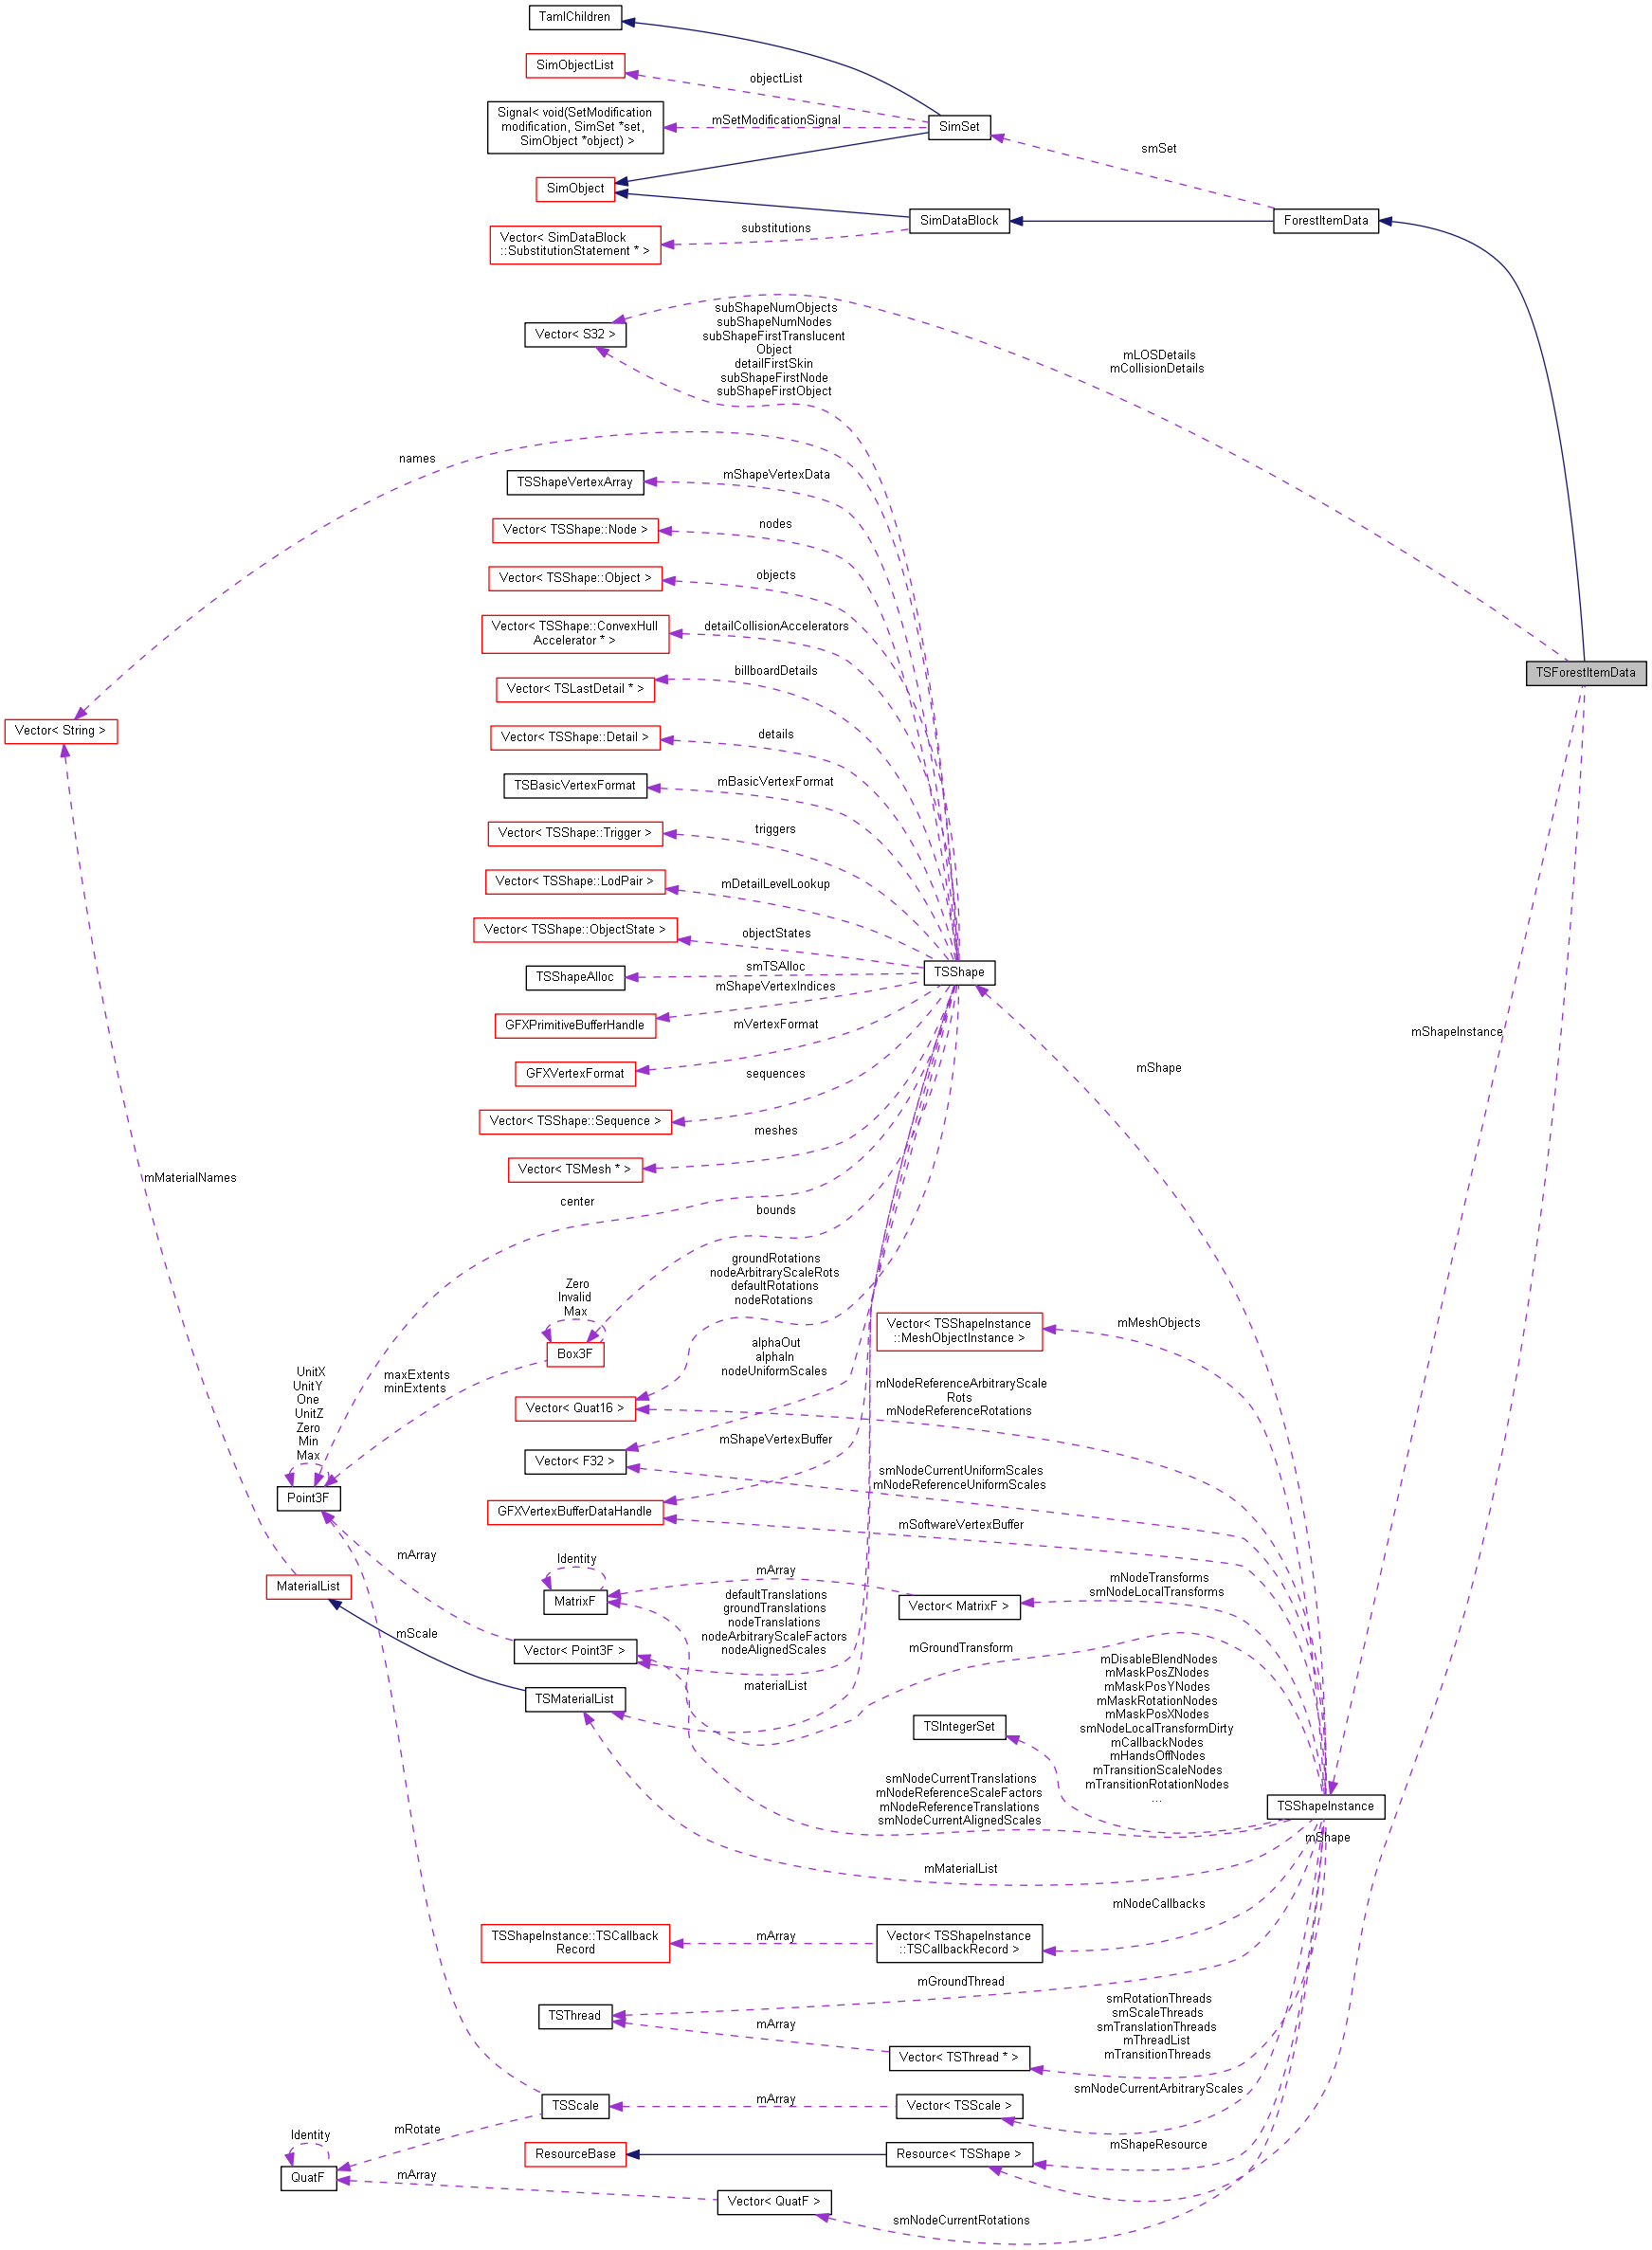 TamlChildren
SimObjectList
objectList
Signal< void(SetModification
modification, SimSet *set,
SimObject *object) >
mSetModificationSignal
SimSet
smSet
SimObject
SimDataBlock
ForestItemData
Vector< SimDataBlock
::SubstitutionStatement * >
substitutions
Vector< S32 >
subShapeNumObjects
subShapeNumNodes
subShapeFirstTranslucent
Object
detailFirstSkin
subShapeFirstNode
subShapeFirstObject
mLOSDetails
mCollisionDetails
names
TSShapeVertexArray
mShapeVertexData
Vector< TSShape::Node >
nodes
Vector< TSShape::Object >
objects
Vector< TSShape::ConvexHull
Accelerator * >
detailCollisionAccelerators
Vector< TSLastDetail * >
billboardDetails
TSForestItemData
Vector< String >
Vector< TSShape::Detail >
details
TSBasicVertexFormat
mBasicVertexFormat
Vector< TSShape::Trigger >
triggers
Vector< TSShape::LodPair >
mDetailLevelLookup
Vector< TSShape::ObjectState >
objectStates
TSShapeAlloc
smTSAlloc
TSShape
mShapeVertexIndices
GFXPrimitiveBufferHandle
mVertexFormat
mShapeInstance
GFXVertexFormat
sequences
mShape
Vector< TSShape::Sequence >
meshes
Vector< TSMesh * >
mMaterialNames
center
bounds
groundRotations
nodeArbitraryScaleRots
defaultRotations
nodeRotations
Zero
Invalid
Max
Box3F
Vector< TSShapeInstance
::MeshObjectInstance >
mMeshObjects
alphaOut
alphaIn
nodeUniformScales
maxExtents
minExtents
UnitX
UnitY
One
UnitZ
Zero
Min
Max
Point3F
Vector< Quat16 >
mNodeReferenceArbitraryScale
Rots
mNodeReferenceRotations
Vector< F32 >
mShapeVertexBuffer
smNodeCurrentUniformScales
mNodeReferenceUniformScales
GFXVertexBufferDataHandle
mSoftwareVertexBuffer
mArray
Identity
MatrixF
mArray
Vector< MatrixF >
mNodeTransforms
smNodeLocalTransforms
MaterialList
mScale
Vector< Point3F >
defaultTranslations
groundTranslations
nodeTranslations
nodeArbitraryScaleFactors
nodeAlignedScales
mGroundTransform
TSMaterialList
materialList
TSIntegerSet
mDisableBlendNodes
mMaskPosZNodes
mMaskPosYNodes
mMaskRotationNodes
mMaskPosXNodes
smNodeLocalTransformDirty
mCallbackNodes
mHandsOffNodes
mTransitionScaleNodes
mTransitionRotationNodes
...
smNodeCurrentTranslations
mNodeReferenceScaleFactors
mNodeReferenceTranslations
smNodeCurrentAlignedScales
TSShapeInstance
mShape
mMaterialList
mNodeCallbacks
TSShapeInstance::TSCallback
Record
mArray
Vector< TSShapeInstance
::TSCallbackRecord >
mGroundThread
TSThread
mArray
Vector< TSThread * >
smRotationThreads
smScaleThreads
smTranslationThreads
mThreadList
mTransitionThreads
smNodeCurrentArbitraryScales
TSScale
mArray
Vector< TSScale >
mRotate
Identity
QuatF
mArray
ResourceBase
Resource< TSShape >
mShapeResource
Vector< QuatF >
smNodeCurrentRotations